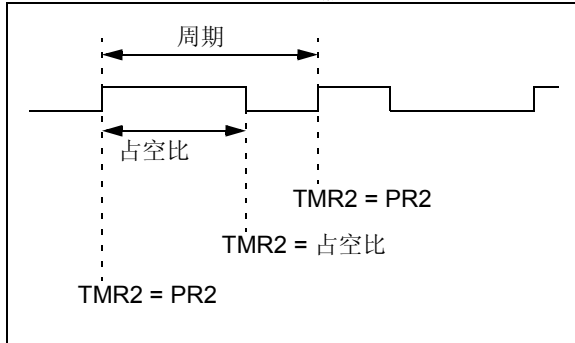 周期
占空比
TMR2 = PR2
TMR2 = 占空比
TMR2 = PR2